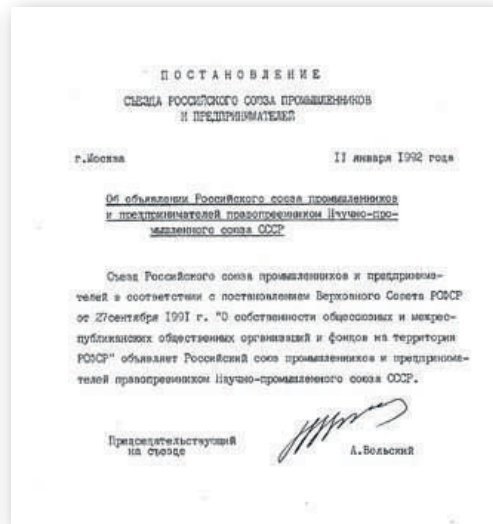 ПОСТАНОВЛЕНИЕ
СЪЕЗДА РОССИЙСКОГО СОЮЗА ПРОМЫШЛЕННИКОВ
И ПРЕДПРИНИМАТЕЛЕЙ
г.Москва 11 января 1992 года
Об объявлении Российского союза промышленников
и предпринимателей правопреемником Научно-про-
мышленного союза СССР
Съезд Российского союза промышленников и предпринима-
телей в соответствии с постановлением Верховного Совета РСФСР
от 27сентября 1991 г. "О собственности общесоюзных и межрес-
публиканских общественных организаций и фондов на территории
РСФСР" объявляет Российский союз промышленников и предпринима-
телей правопреемником Научно-промышленного союза СССР.
Председательствующий
на съезде
А.Вольский